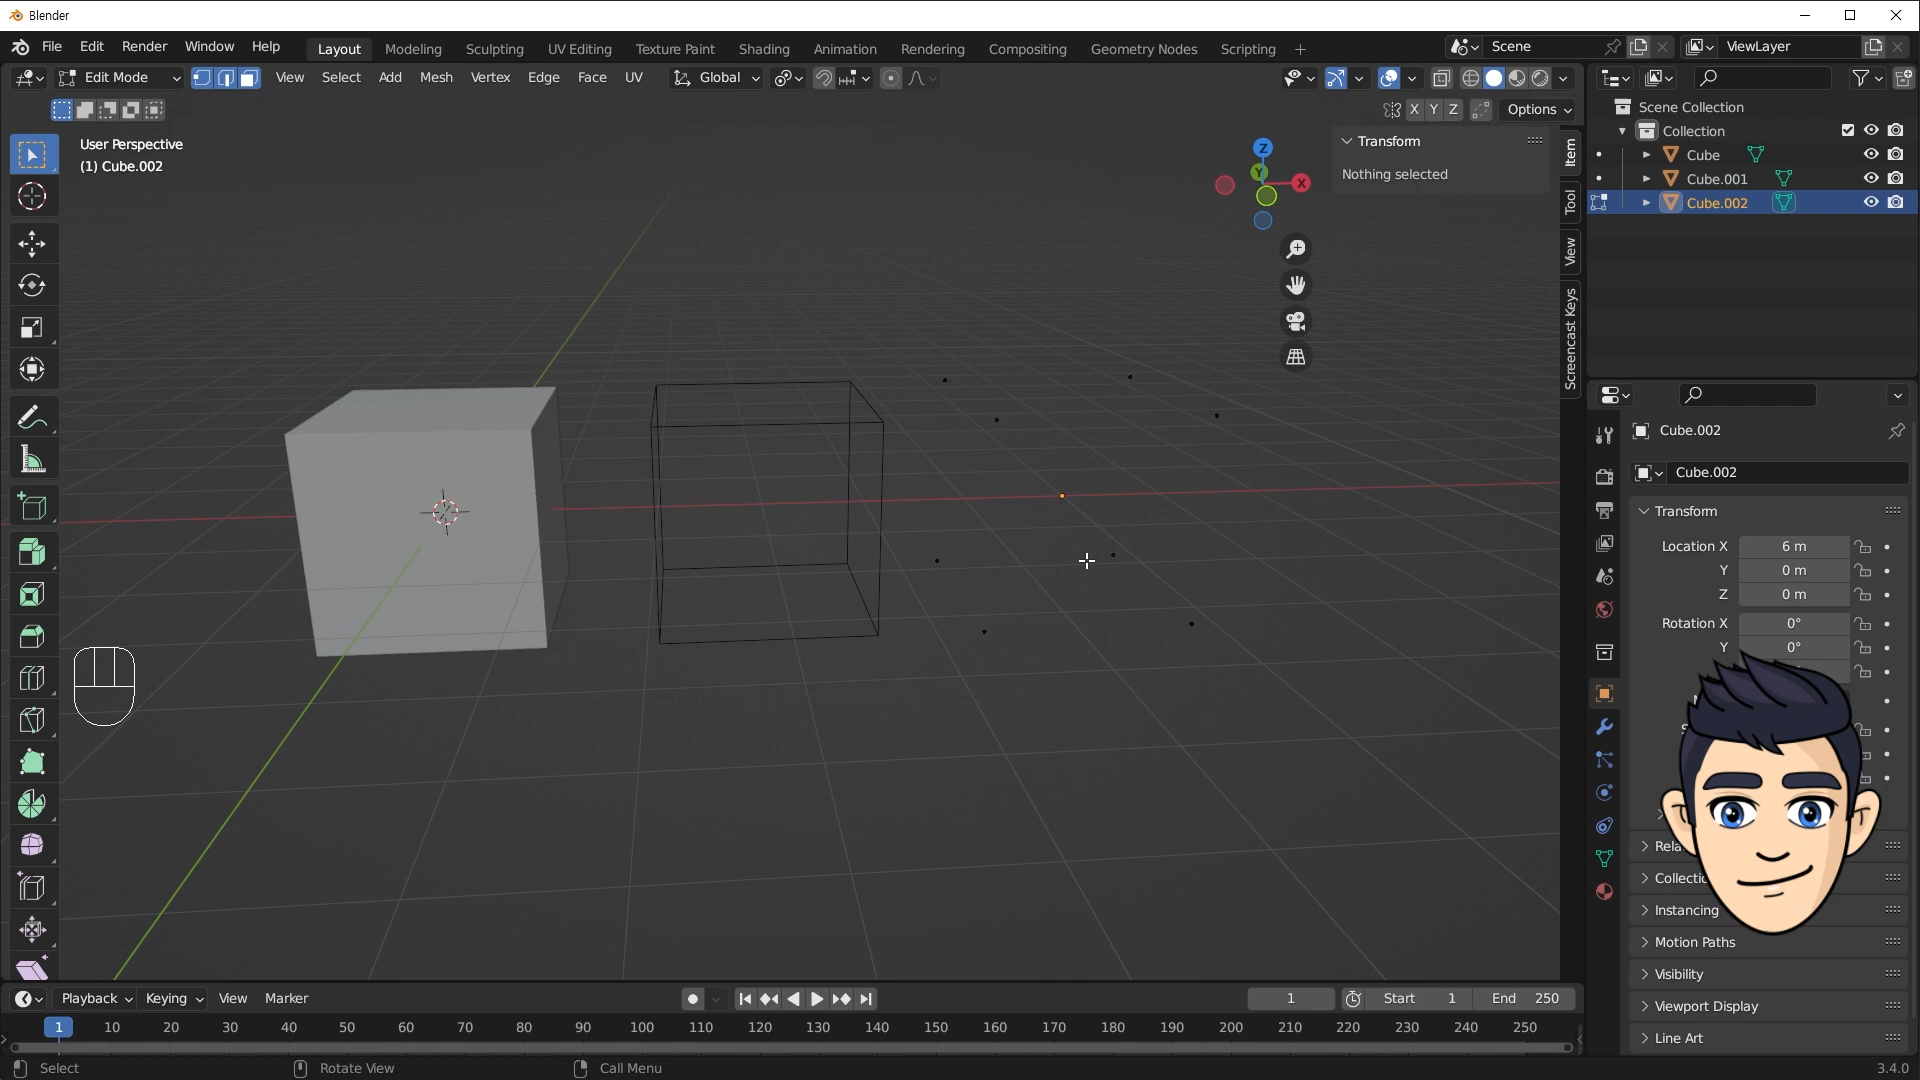 Blender
File Edit Render Window Help
Layout Modeling Sculpting UV Editing Texture Paint Shading Animation Rendering Compositing Geometry Nodes Scripting +
Scene
ViewLayer
Edit Mode View Select Add Mesh Vertex Edge Face UV Global
X Y Z Options
User Perspective
(1) Cube.002
Z
Y
X
Transform
Nothing selected
Item
Tool
View
Screencast Keys
Scene Collection
Collection
Cube
Cube.001
Cube.002
Cube.002
Cube.002
Transform
Location X 6 m
Y 0 m
Z 0 m
Rotation X 0°
Y 0°
Instancing
Motion Paths
Visibility
Viewport Display
Line Art
Playback Keying View Marker
1 Start 1 End 250
1 10 20 30 40 50 60 70 80 90 100 110 120 130 140 150 160 170 180 190 200 210 220 230 240 250
Select Rotate View Call Menu 3.4.0